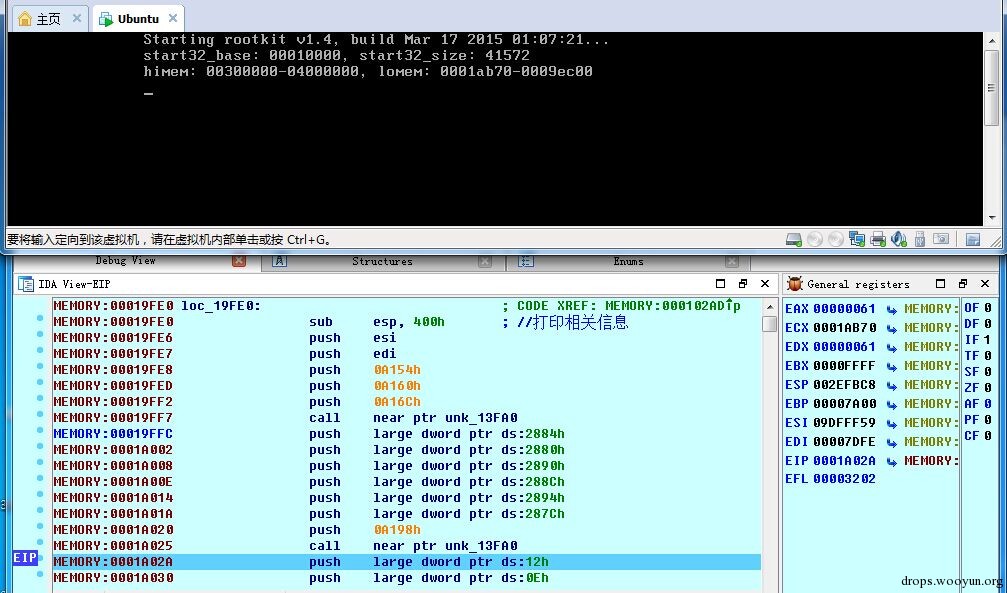 主页 Ubuntu
Starting rootkit v1.4, build Mar 17 2015 01:07:21...
start32_base: 00010000, start32_size: 41572
himem: 00300000-04000000, lomem: 0001ab70-0009ec00
要将输入定向到该虚拟机，请在虚拟机内部单击或按 Ctrl+G。
Debug View Structures Enums
IDA View-EIP
MEMORY:00019FE0 loc_19FE0: ; CODE XREF: MEMORY:000102AD↑p
MEMORY:00019FE0 sub esp, 400h ; //打印相关信息
MEMORY:00019FE6 push esi
MEMORY:00019FE7 push edi
MEMORY:00019FE8 push 0A154h
MEMORY:00019FED push 0A160h
MEMORY:00019FF2 push 0A16Ch
MEMORY:00019FF7 call near ptr unk_13FA0
MEMORY:00019FFC push large dword ptr ds:2884h
MEMORY:0001A002 push large dword ptr ds:2880h
MEMORY:0001A008 push large dword ptr ds:2890h
MEMORY:0001A00E push large dword ptr ds:288Ch
MEMORY:0001A014 push large dword ptr ds:2894h
MEMORY:0001A01A push large dword ptr ds:287Ch
MEMORY:0001A020 push 0A198h
MEMORY:0001A025 call near ptr unk_13FA0
EIP MEMORY:0001A02A push large dword ptr ds:12h
MEMORY:0001A030 push large dword ptr ds:0Eh
General registers
EAX 00000061 MEMORY:
ECX 0001AB70 MEMORY:
EDX 00000061 MEMORY:
EBX 0000FFFF MEMORY:
ESP 002EFBC8 MEMORY:
EBP 00007A00 MEMORY:
ESI 09DFFF59 MEMORY:
EDI 00007DFE MEMORY:
EIP 0001A02A MEMORY:
EFL 00003202
OF 0
DF 0
IF 1
TF 0
SF 0
ZF 0
AF 0
PF 0
CF 0
drops.wooyun.org